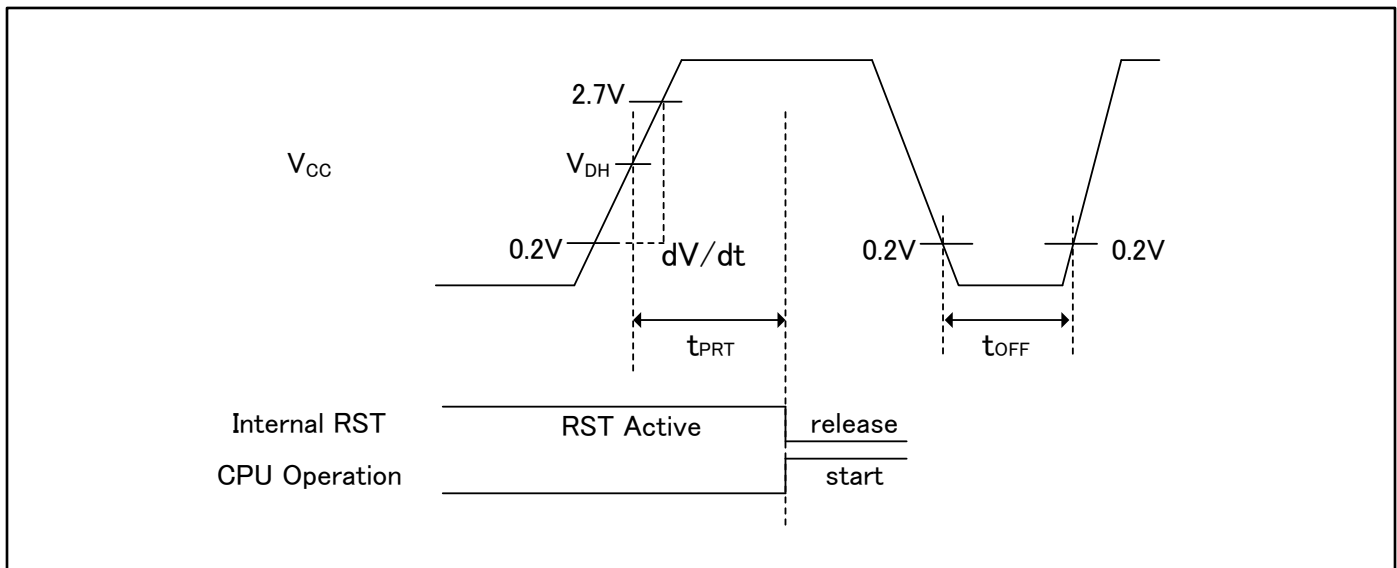 2.7V
VCC
VDH
0.2V
dV/dt
0.2V
0.2V
tPRT
tOFF
Internal RST
RST Active
release
CPU Operation
start